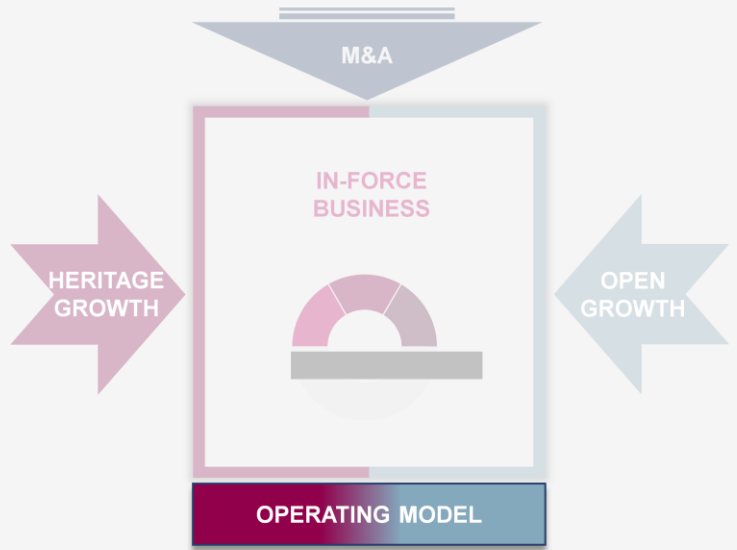 M&A
IN-FORCE
BUSINESS
HERITAGE
GROWTH
OPEN
GROWTH
OPERATING MODEL